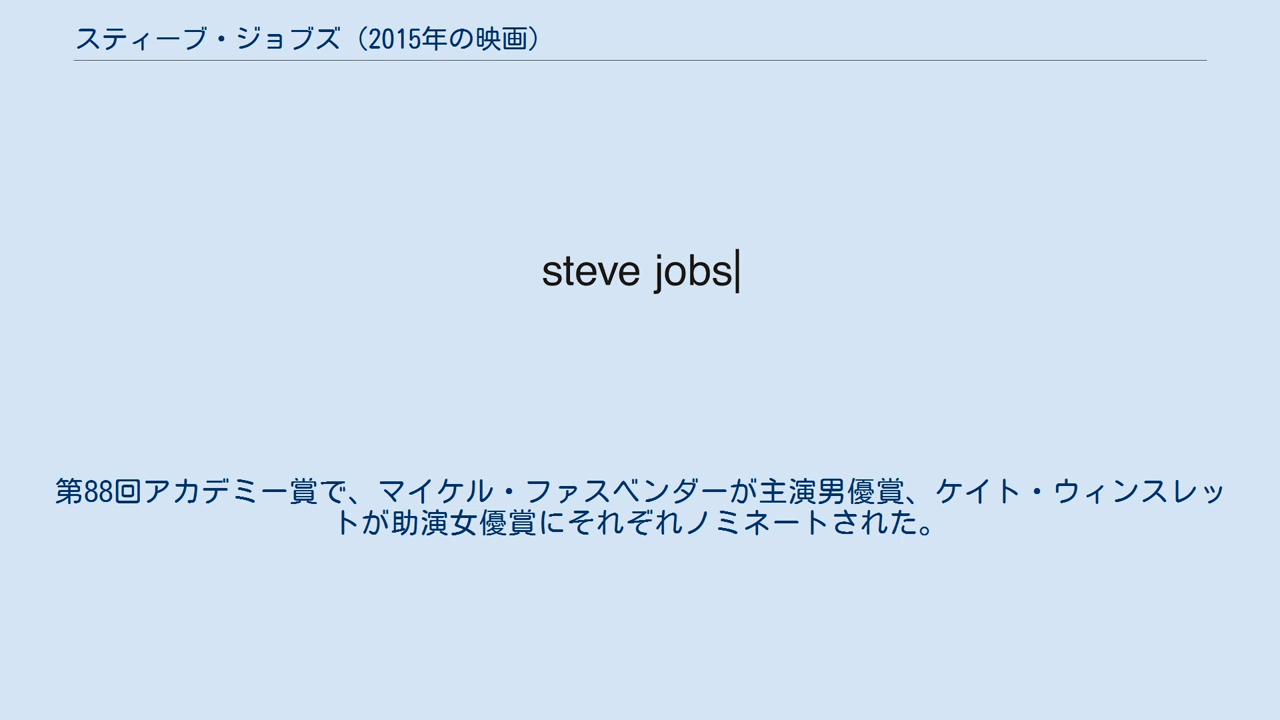 スティーブ・ジョブズ（2015年の映画）
steve jobs|
第88回アカデミー賞で、マイケル・ファスベンダーが主演男優賞、ケイト・ウィンスレッ
トが助演女優賞にそれぞれノミネートされた。